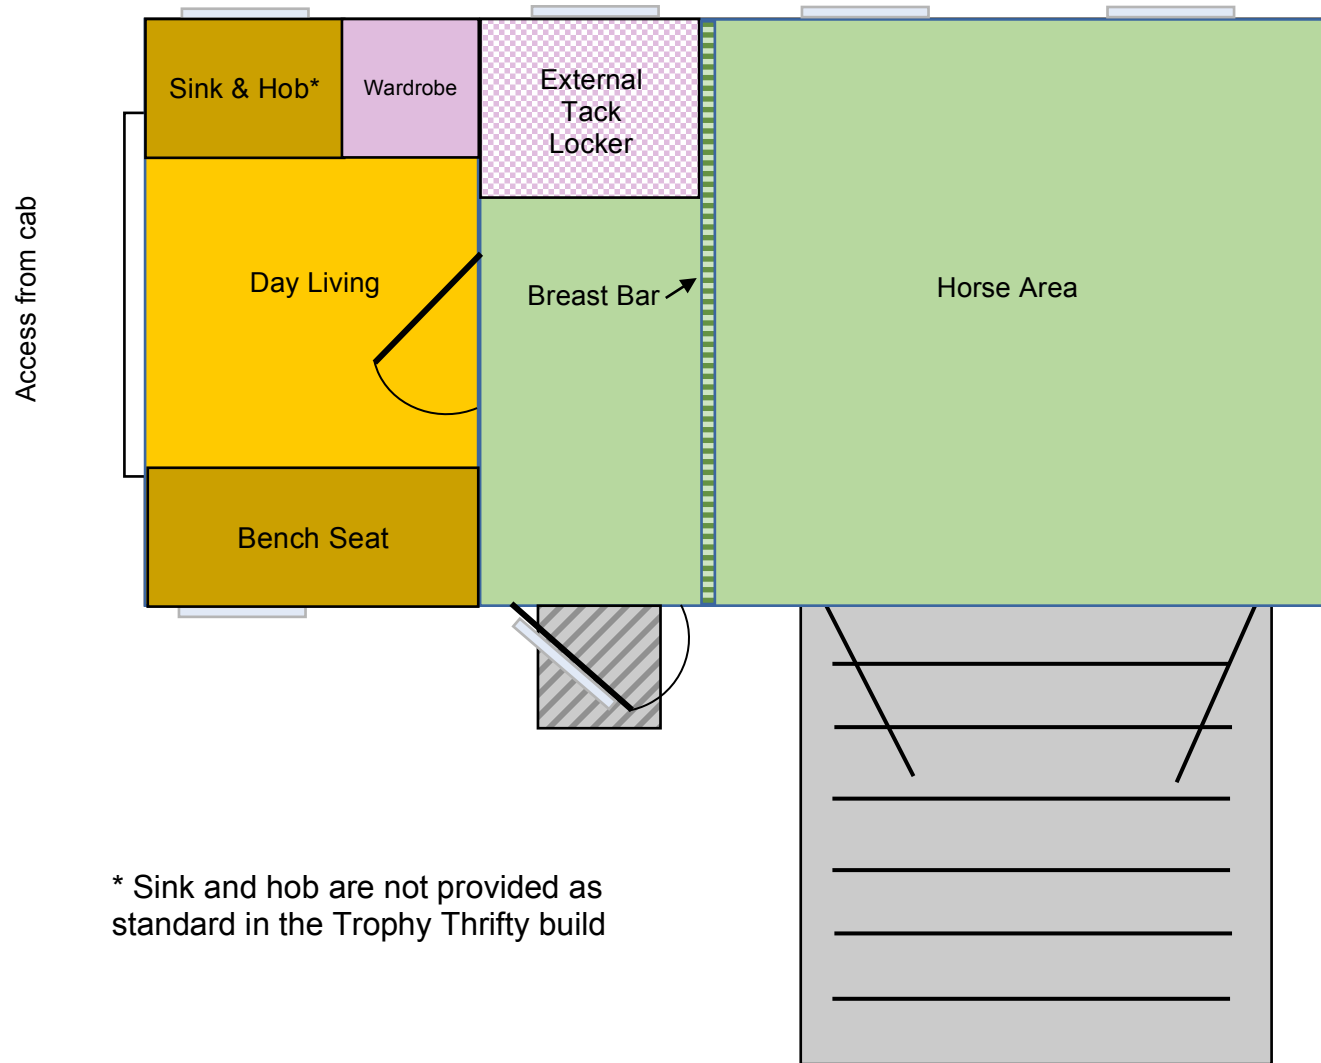 Sink & Hob*
Wardrobe
External
Tack
Locker
Access from cab
Day Living
Breast Bar
Horse Area
Bench Seat
* Sink and hob are not provided as
standard in the Trophy Thrifty build